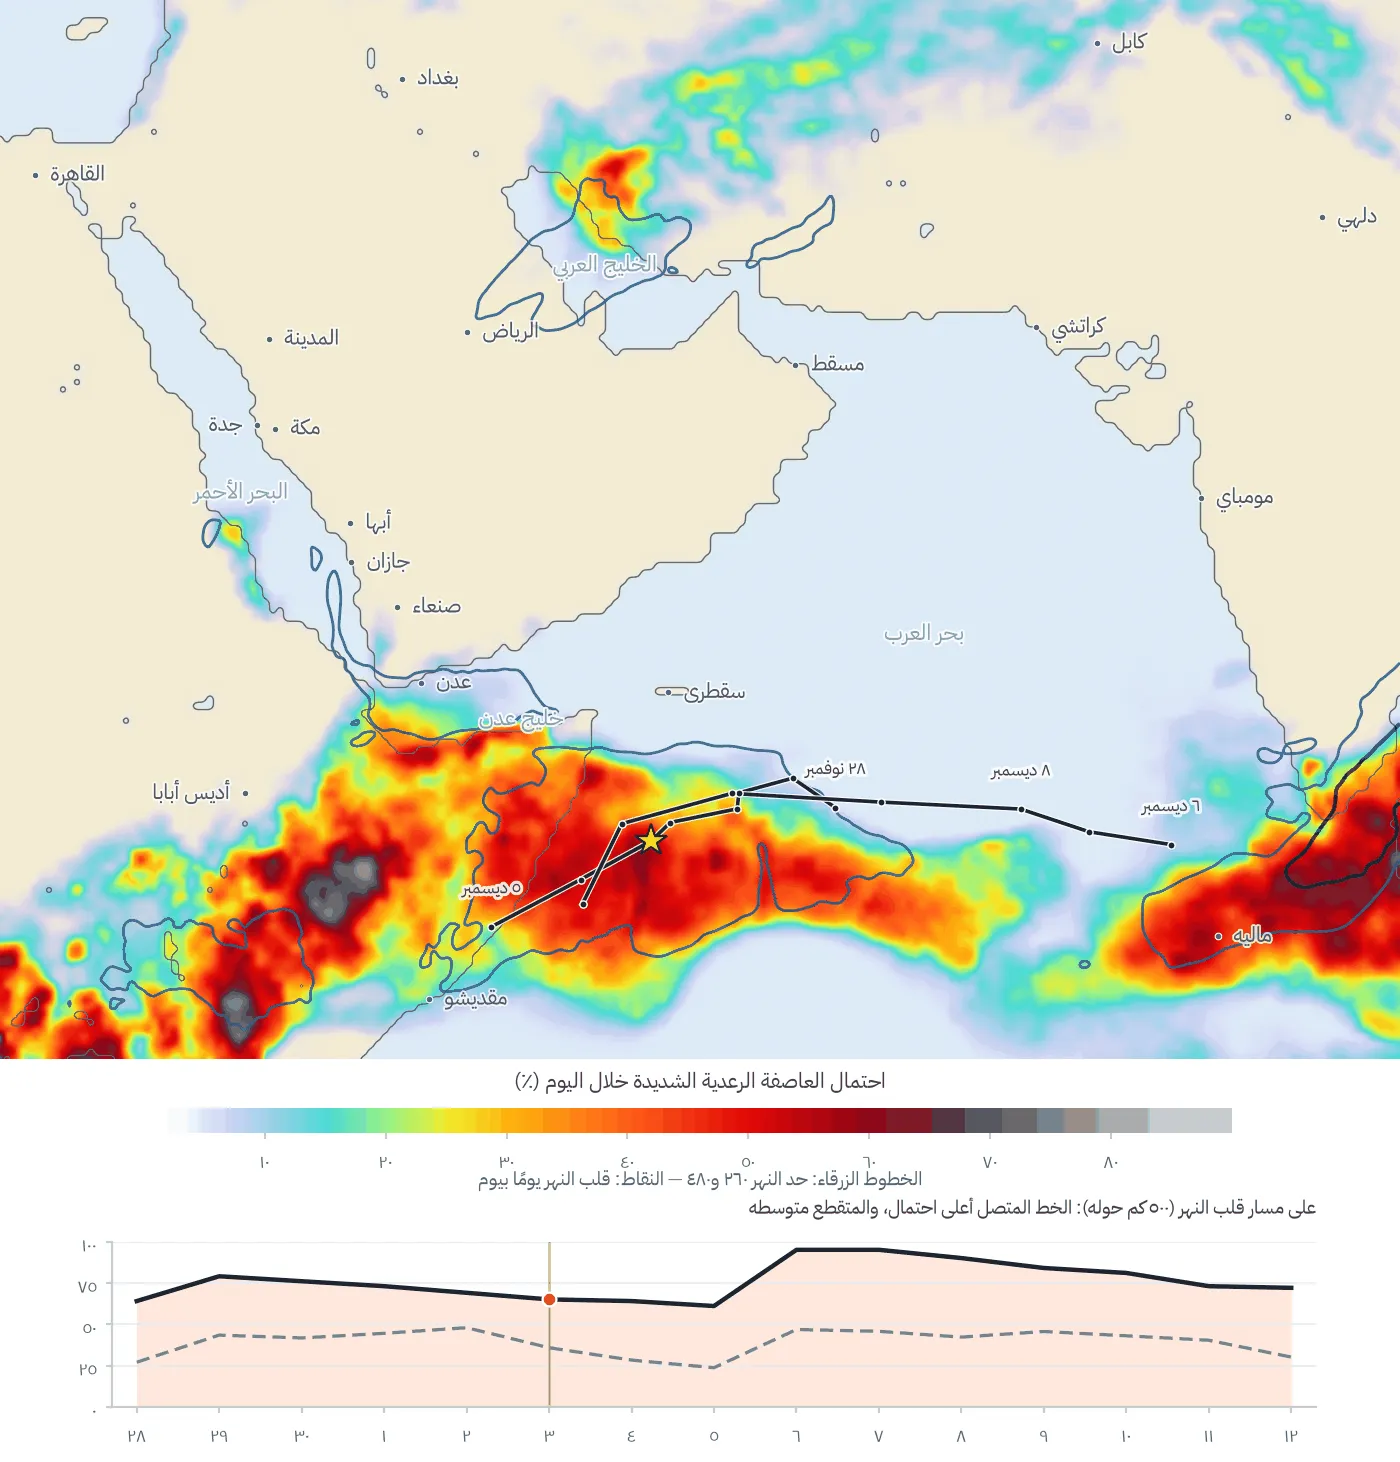 كابل
بغداد
القاهرة
دلهي
الخليج العربي
الرياض
المدينة
كراتشي
مسقط
جدة
مكة
البحر الأحمر
مومباي
أبها
جازان
صنعاء
بحر العرب
عدن
سقطرى
خليج عدن
٢٨ نوفمبر
٨ ديسمبر
أديس أبابا
٦ ديسمبر
٥ ديسمبر
ماليه
مقديشو
احتمال العاصفة الرعدية الشديدة خلال اليوم (٪)
١٠ ٢٠ ٣٠ ٤٠ ٥٠ ٦٠ ٧٠ ٨٠
الخطوط الزرقاء: حد النهر ٢٦٠ و٤٨٠ — النقاط: قلب النهر يومًا بيوم
على مسار قلب النهر (٥٠٠ كم حوله): الخط المتصل أعلى احتمال، والمتقطع متوسطه
١٠٠
٧٥
٥٠
٢٥
٠
٢٨ ٢٩ ٣٠ ١ ٢ ٣ ٤ ٥ ٦ ٧ ٨ ٩ ١٠ ١١ ١٢